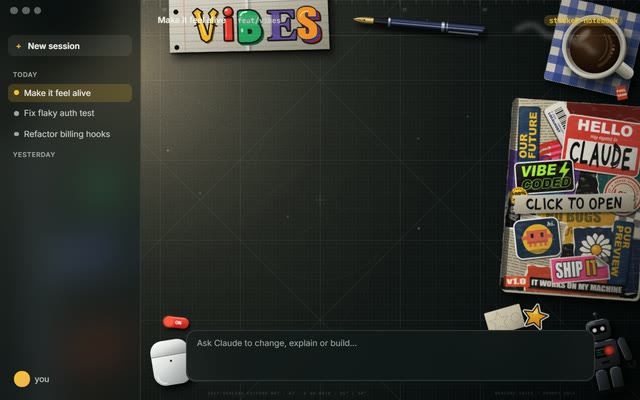 New session
TODAY
Make it feel alive
Fix flaky auth test
Refactor billing hooks
YESTERDAY
you
Make it feel alive
feat/vibes
VIBES
sticker-notebook
OUR FUTURE
HELLO
my name is
CLAUDE
VIBE
CODED
CLICK TO OPEN
BUGS
hi.
OUR PREVIEW
SHIP IT
v1.0 IT WORKS ON MY MACHINE
ON
Ask Claude to change, explain or build...